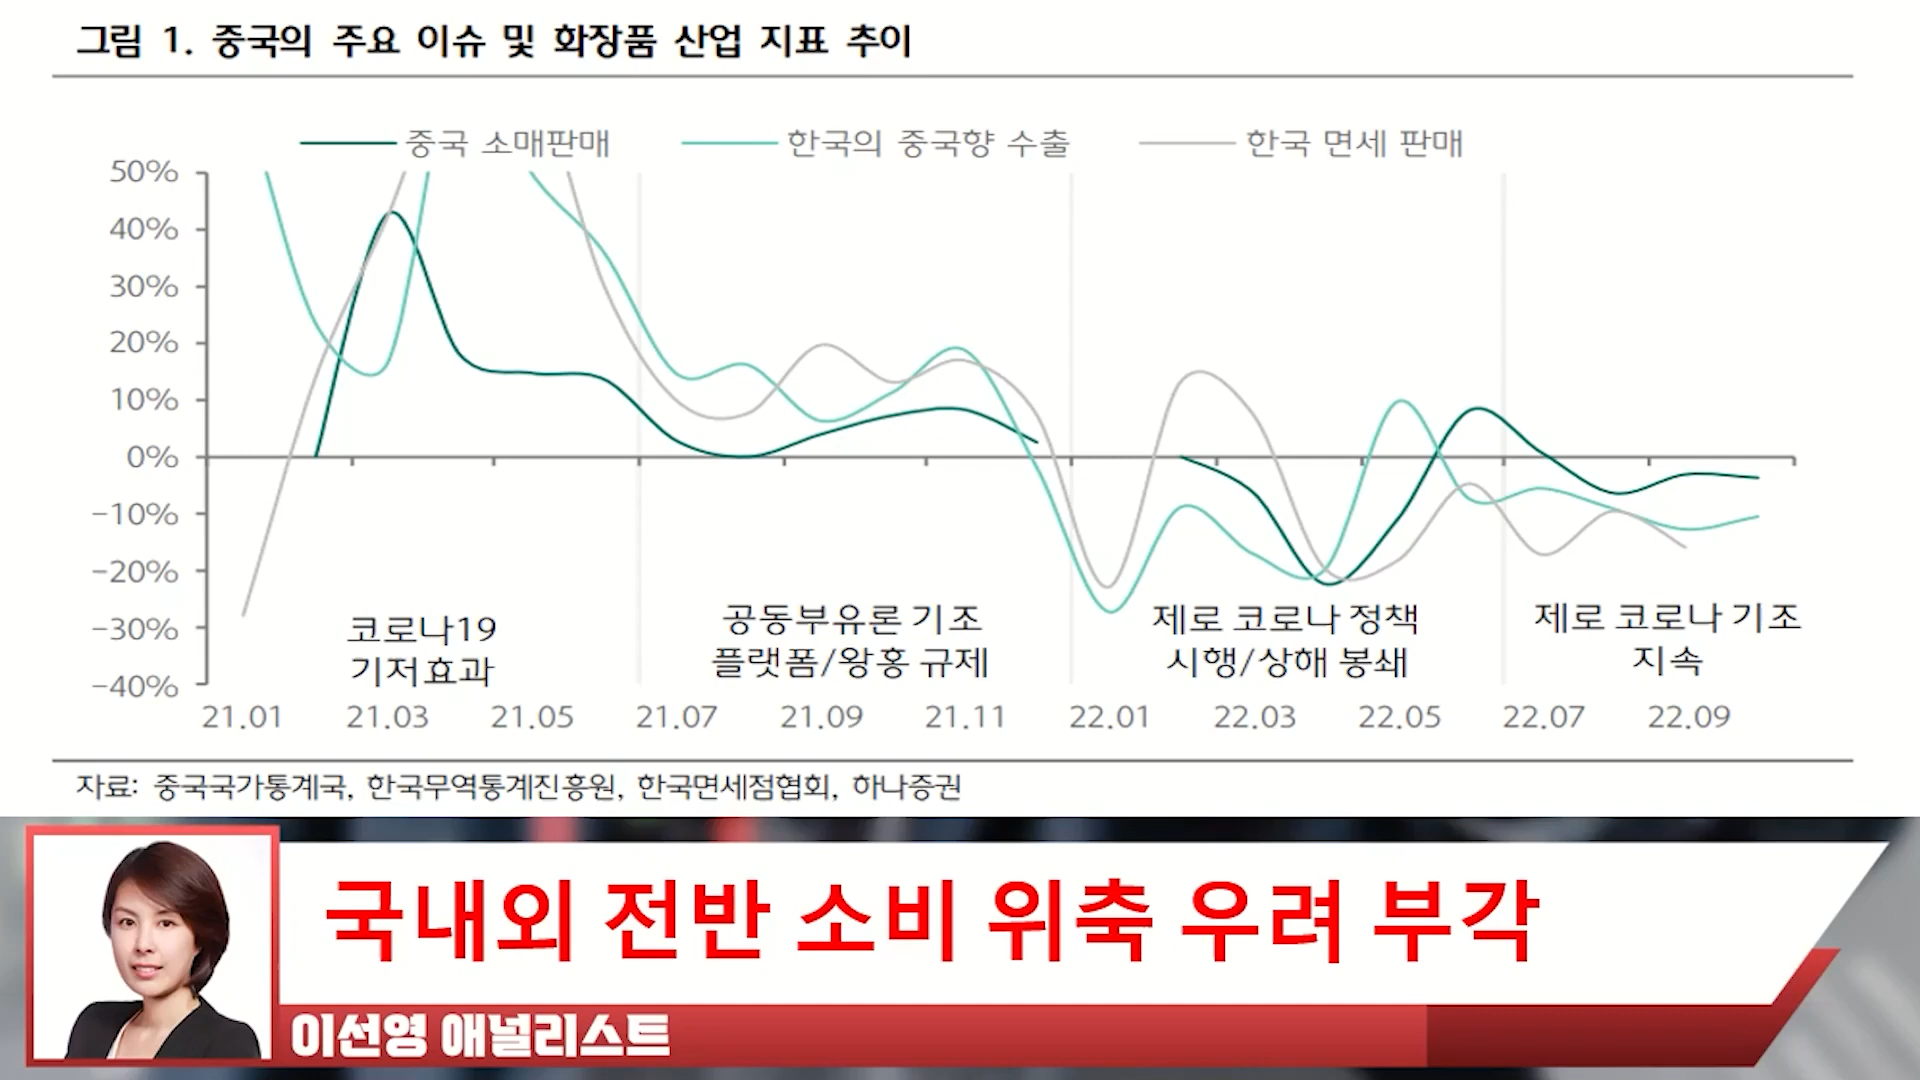 그림 1. 중국의 주요 이슈 및 화장품 산업 지표 추이
중국 소매판매 한국의 중국향 수출 한국 면세 판매
50%
40%
30%
20%
10%
0%
-10%
-20%
-30%
-40%
코로나19
기저효과
공동부유론 기조
플랫폼/왕홍 규제
제로 코로나 정책
시행/상해 봉쇄
제로 코로나 기조
지속
21.01 21.03 21.05 21.07 21.09 21.11 22.01 22.03 22.05 22.07 22.09
자료: 중국국가통계국, 한국무역통계진흥원, 한국면세점협회, 하나증권
국내외 전반 소비 위축 우려 부각
이선영 애널리스트